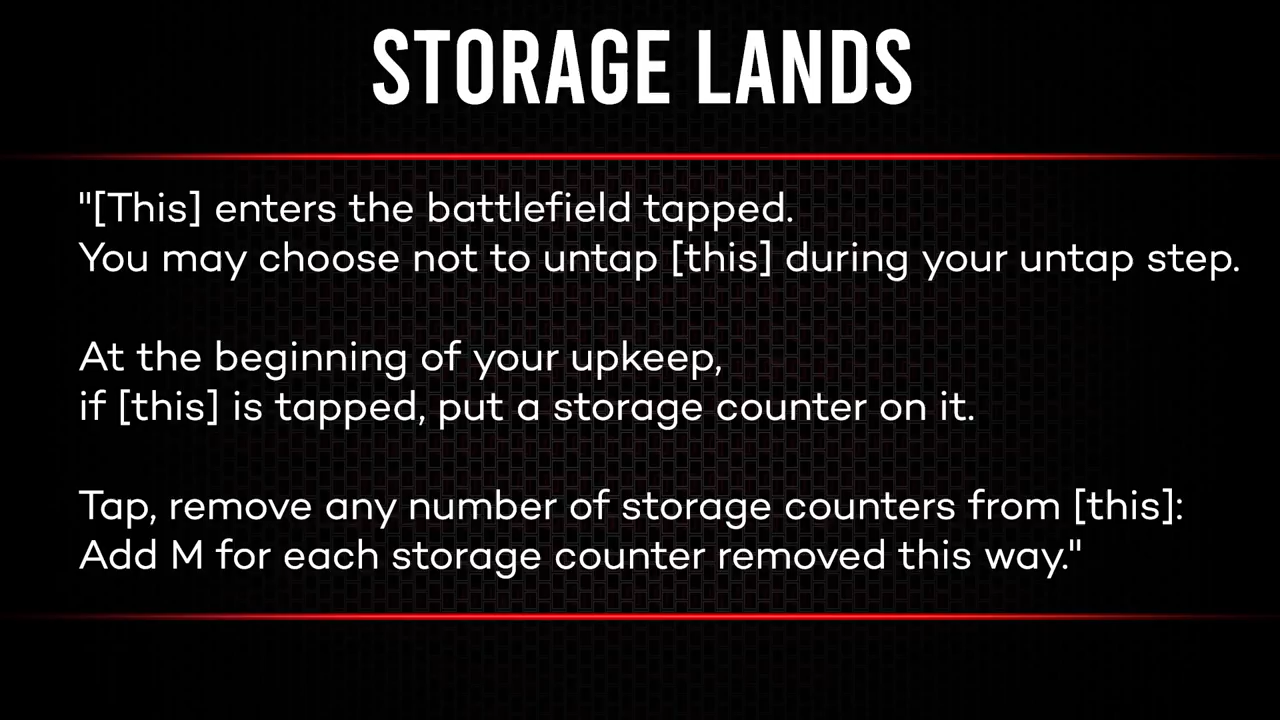 STORAGE LANDS
"[This] enters the battlefield tapped.
You may choose not to untap [this] during your untap step.
At the beginning of your upkeep,
if [this] is tapped, put a storage counter on it.
Tap, remove any number of storage counters from [this]:
Add M for each storage counter removed this way."